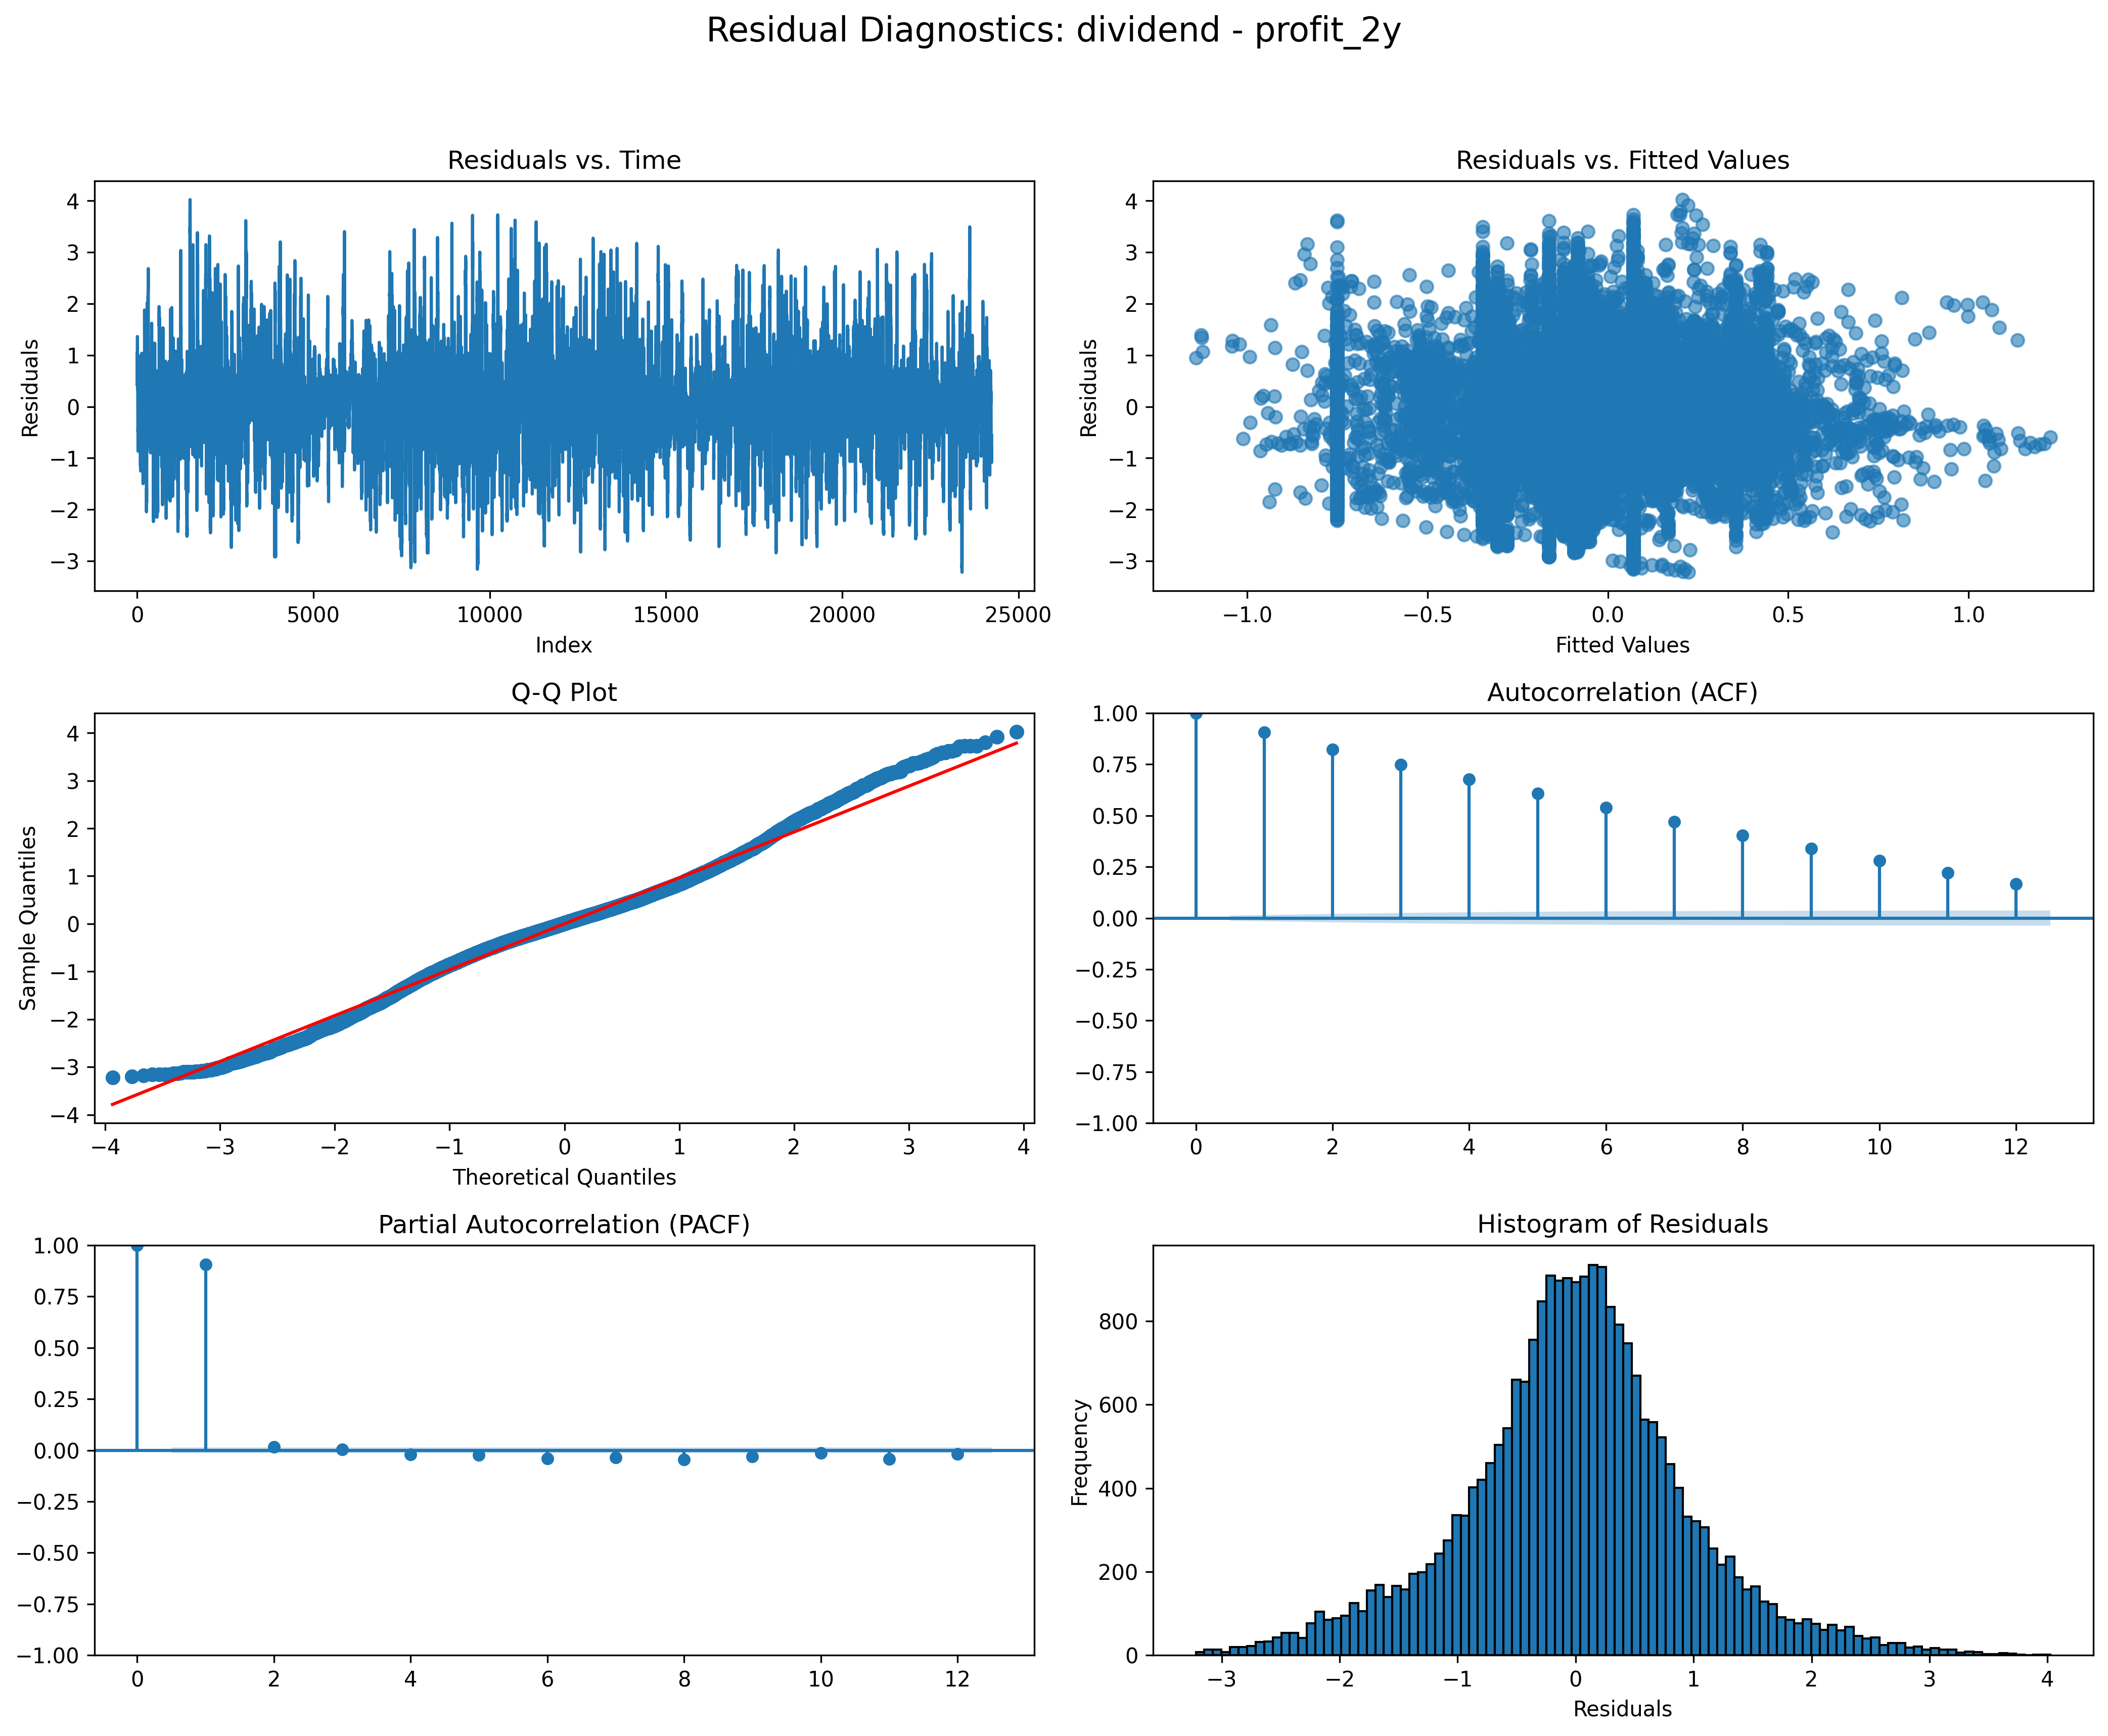 Residual Diagnostics: dividend - profit_2y
Residuals vs. Time
Residuals
4
3
2
1
0
−1
−2
−3
0 5000 10000 15000 20000 25000
Index
Residuals vs. Fitted Values
Residuals
4
3
2
1
0
−1
−2
−3
−1.0 −0.5 0.0 0.5 1.0
Fitted Values
Q-Q Plot
Sample Quantiles
4
3
2
1
0
−1
−2
−3
−4
−4 −3 −2 −1 0 1 2 3 4
Theoretical Quantiles
Autocorrelation (ACF)
1.00
0.75
0.50
0.25
0.00
−0.25
−0.50
−0.75
−1.00
0 2 4 6 8 10 12
Partial Autocorrelation (PACF)
1.00
0.75
0.50
0.25
0.00
−0.25
−0.50
−0.75
−1.00
0 2 4 6 8 10 12
Histogram of Residuals
Frequency
800
600
400
200
0
−3 −2 −1 0 1 2 3 4
Residuals